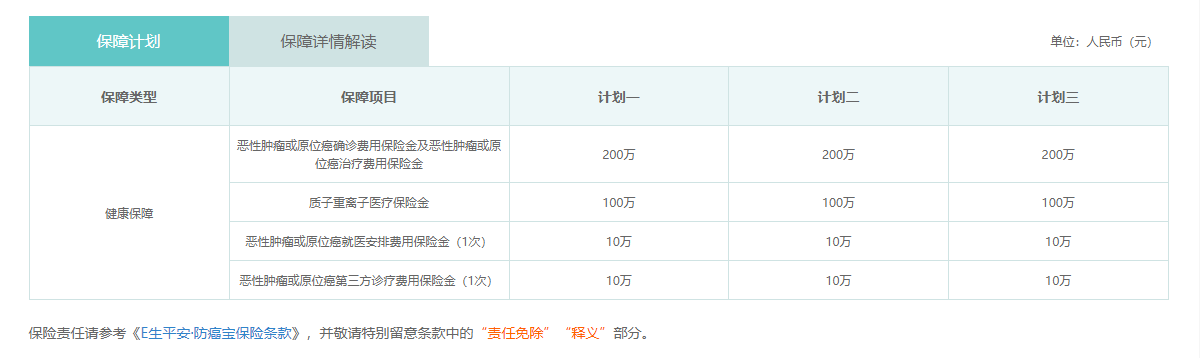 保障计划 保障详情解读 单位：人民币（元）
保障类型 保障项目 计划一 计划二 计划三
恶性肿瘤或原位癌确诊费用保险金及恶性肿瘤或原
位癌治疗费用保险金 200万 200万 200万
质子重离子医疗保险金 100万 100万 100万
健康保障
恶性肿瘤或原位癌就医安排费用保险金（1次） 10万 10万 10万
恶性肿瘤或原位癌第三方诊疗费用保险金（1次） 10万 10万 10万
保险责任请参考《E生平安·防癌宝保险条款》，并敬请特别留意条款中的“责任免除”“释义”部分。